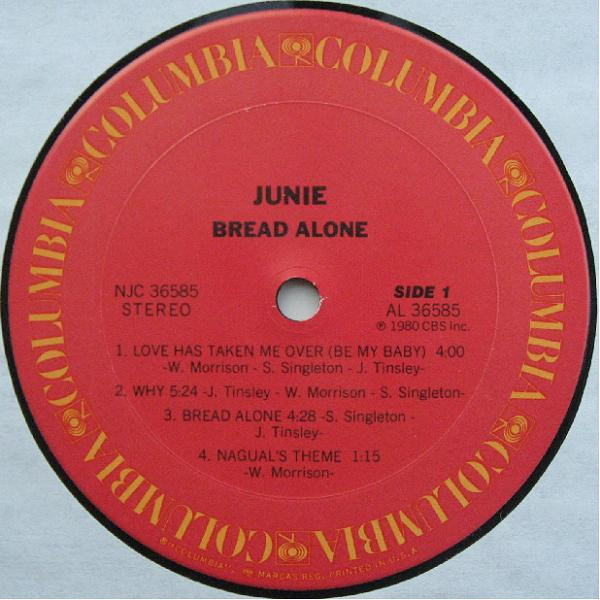 COLUMBIA COLUMBIA COLUMBIA COLUMBIA COLUMBIA COLUMBIA COLUMBIA COLUMBIA
JUNIE
BREAD ALONE
NJC 36585
STEREO
SIDE 1
AL 36585
℗ 1980 CBS Inc.
1. LOVE HAS TAKEN ME OVER (BE MY BABY) 4:00
-W. Morrison - S. Singleton - J. Tinsley-
2. WHY 5:24 -J. Tinsley - W. Morrison - S. Singleton-
3. BREAD ALONE 4:28 -S. Singleton -
J. Tinsley-
4. NAGUAL'S THEME 1:15
-W. Morrison-
® "COLUMBIA", MARCAS REG. PRINTED IN U.S.A.